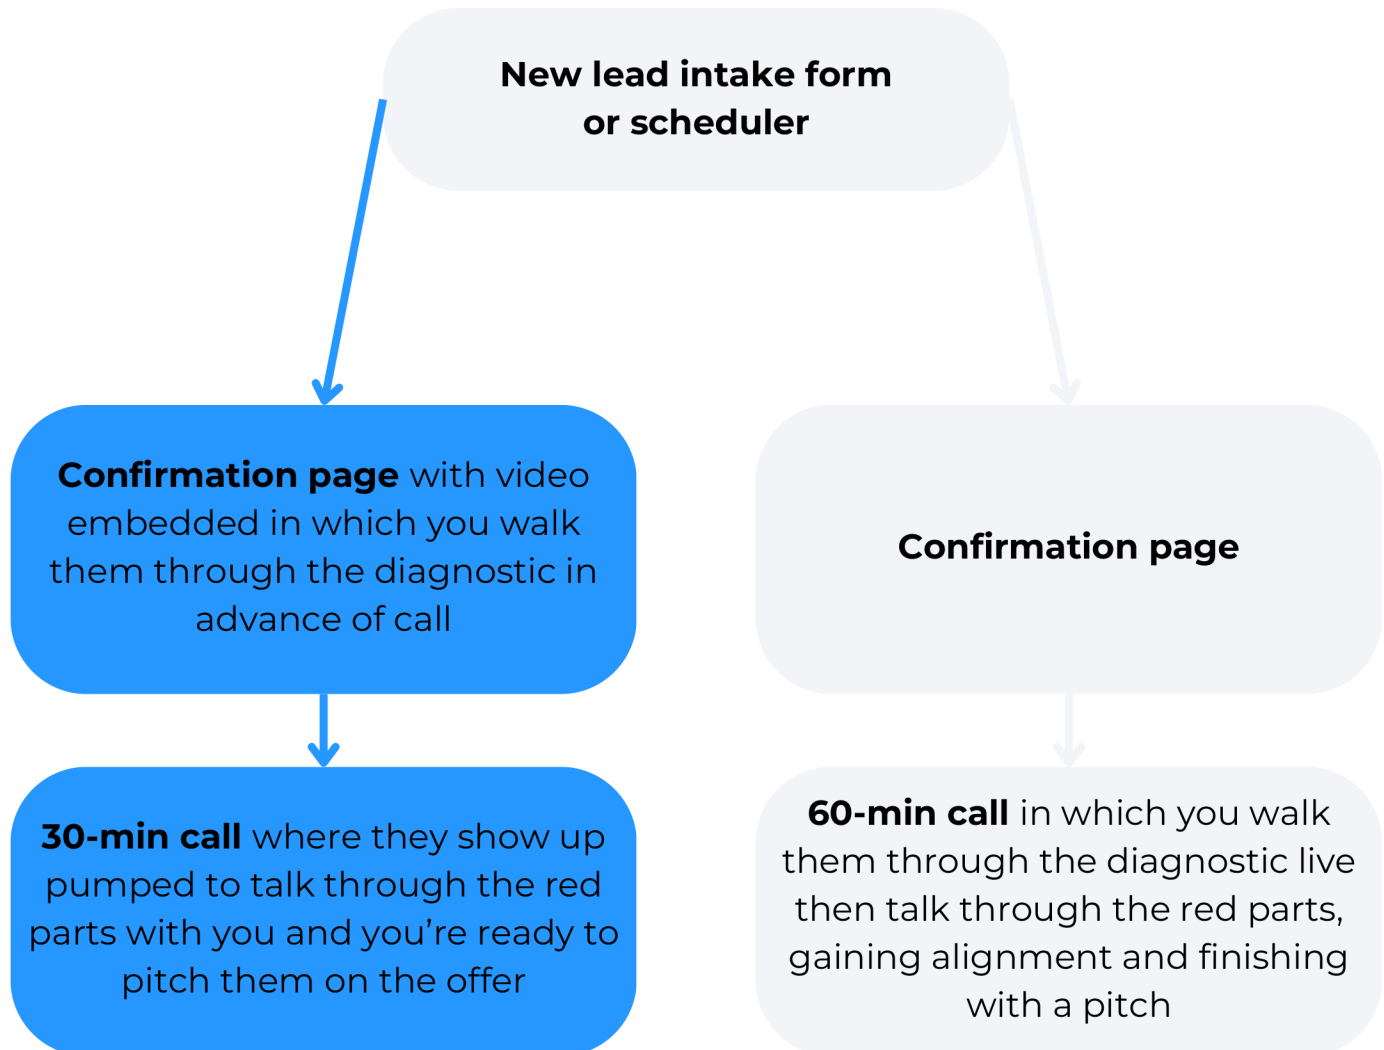 New lead intake form
or scheduler
Confirmation page with video
embedded in which you walk
them through the diagnostic in
advance of call
Confirmation page
30-min call where they show up
pumped to talk through the red
parts with you and you’re ready to
pitch them on the offer
60-min call in which you walk
them through the diagnostic live
then talk through the red parts,
gaining alignment and finishing
with a pitch